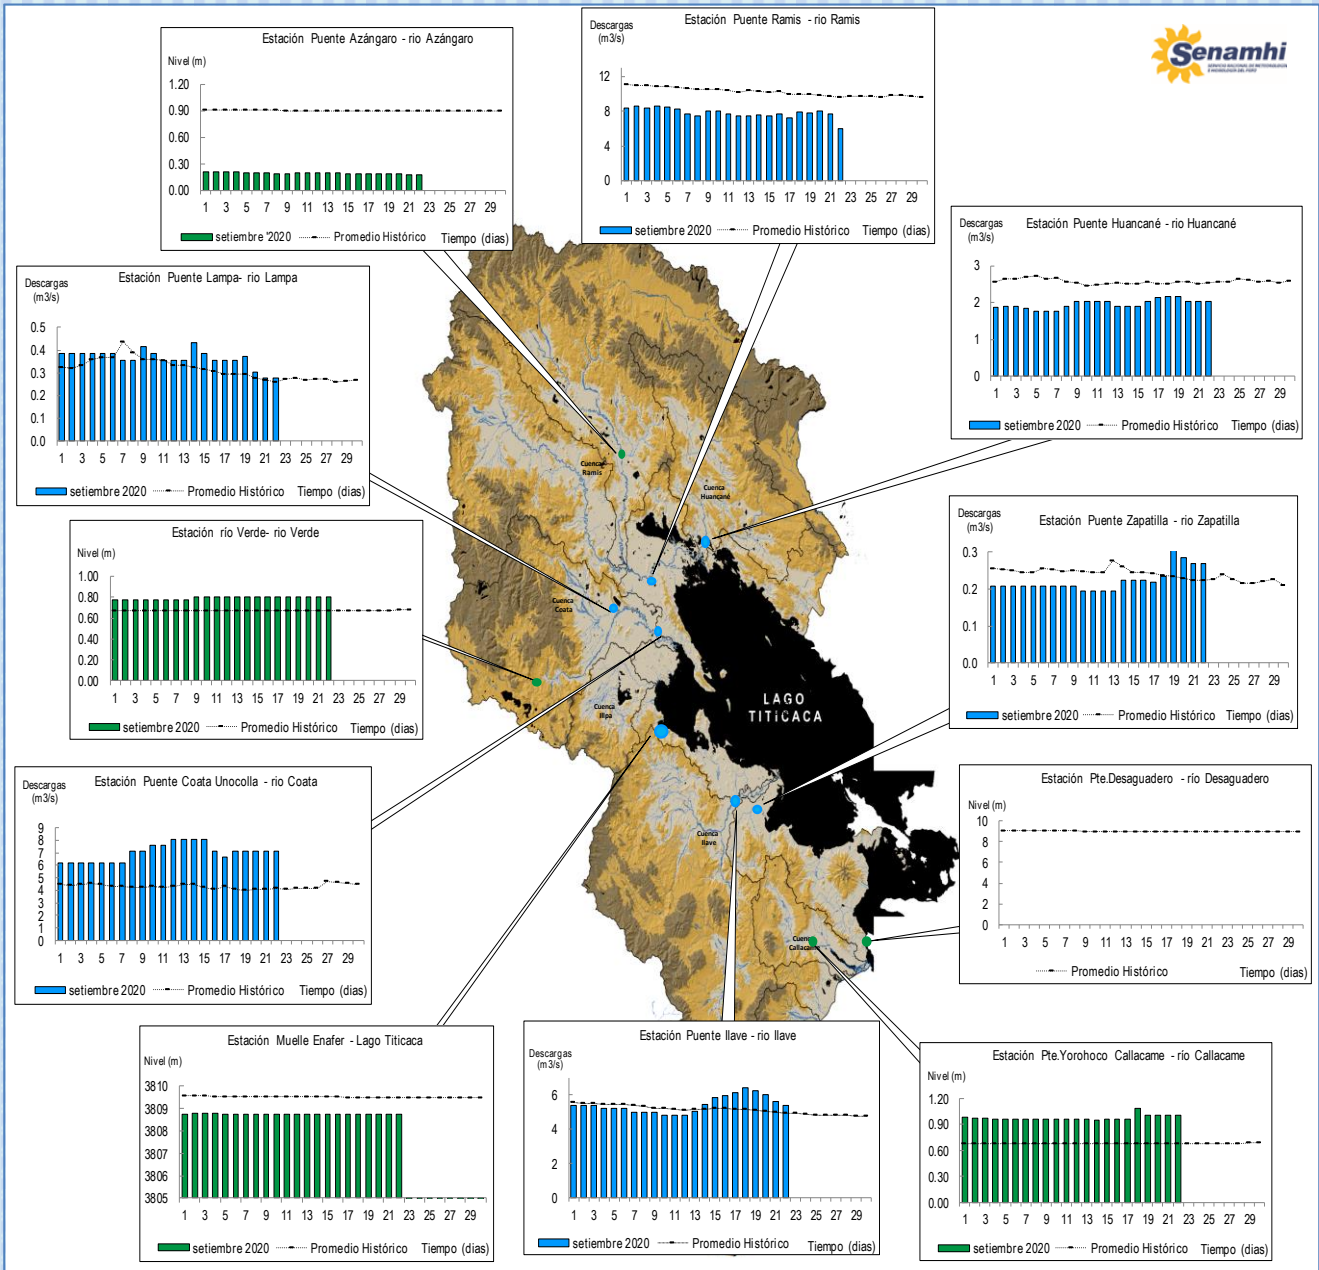 Estación Puente Azángaro - rio Azángaro
Nivel (m)
1.20
0.90
0.60
0.30
0.00
1 3 5 7 9 11 13 15 17 19 21 23 25 27 29
setiembre '2020 Promedio Histórico Tiempo (dias)
Estación Puente Ramis - rio Ramis
Descargas
(m3/s)
12
8
4
0
1 3 5 7 9 11 13 15 17 19 21 23 25 27 29
setiembre 2020 Promedio Histórico Tiempo (dias)
Senamhi
SERVICIO NACIONAL DE METEOROLOGÍA
E HIDROLOGÍA DEL PERÚ
Estación Puente Huancané - rio Huancané
Descargas
(m3/s)
3
2
1
0
1 3 5 7 9 11 13 15 17 19 21 23 25 27 29
setiembre 2020 Promedio Histórico Tiempo (dias)
Estación Puente Lampa- rio Lampa
Descargas
(m3/s)
0.5
0.4
0.3
0.2
0.1
0.0
1 3 5 7 9 11 13 15 17 19 21 23 25 27 29
setiembre 2020 Promedio Histórico Tiempo (dias)
Cuenca
Ramis
Cuenca
Huancané
Estación Puente Zapatilla - rio Zapatilla
Descargas
(m3/s)
0.3
0.2
0.1
0.0
1 3 5 7 9 11 13 15 17 19 21 23 25 27 29
setiembre 2020 Promedio Histórico Tiempo (dias)
Estación río Verde- rio Verde
Nivel (m)
1.00
0.80
0.60
0.40
0.20
0.00
1 3 5 7 9 11 13 15 17 19 21 23 25 27 29
setiembre 2020 Promedio Histórico Tiempo (dias)
Cuenca
Coata
Cuenca
Illpa
LAGO
TITICACA
Estación Puente Coata Unocolla - rio Coata
Descargas
(m3/s)
9
8
7
6
5
4
3
2
1
0
1 3 5 7 9 11 13 15 17 19 21 23 25 27 29
setiembre 2020 Promedio Histórico Tiempo (dias)
Cuenca
Ilave
Estación Pte.Desaguadero - río Desaguadero
Nivel (m)
10
8
6
4
2
0
1 3 5 7 9 11 13 15 17 19 21 23 25 27 29
Promedio Histórico Tiempo (dias)
Cuenca
Callacame
Estación Muelle Enafer - Lago Titicaca
Nivel (m)
3810
3809
3808
3807
3806
3805
1 3 5 7 9 11 13 15 17 19 21 23 25 27 29
setiembre 2020 Promedio Histórico Tiempo (dias)
Estación Puente Ilave - rio Ilave
Descargas
(m3/s)
6
4
2
0
1 3 5 7 9 11 13 15 17 19 21 23 25 27 29
setiembre 2020 Promedio Histórico Tiempo (dias)
Estación Pte.Yorohoco Callacame - río Callacame
Nivel (m)
1.20
0.90
0.60
0.30
0.00
1 3 5 7 9 11 13 15 17 19 21 23 25 27 29
setiembre 2020 Promedio Histórico Tiempo (dias)